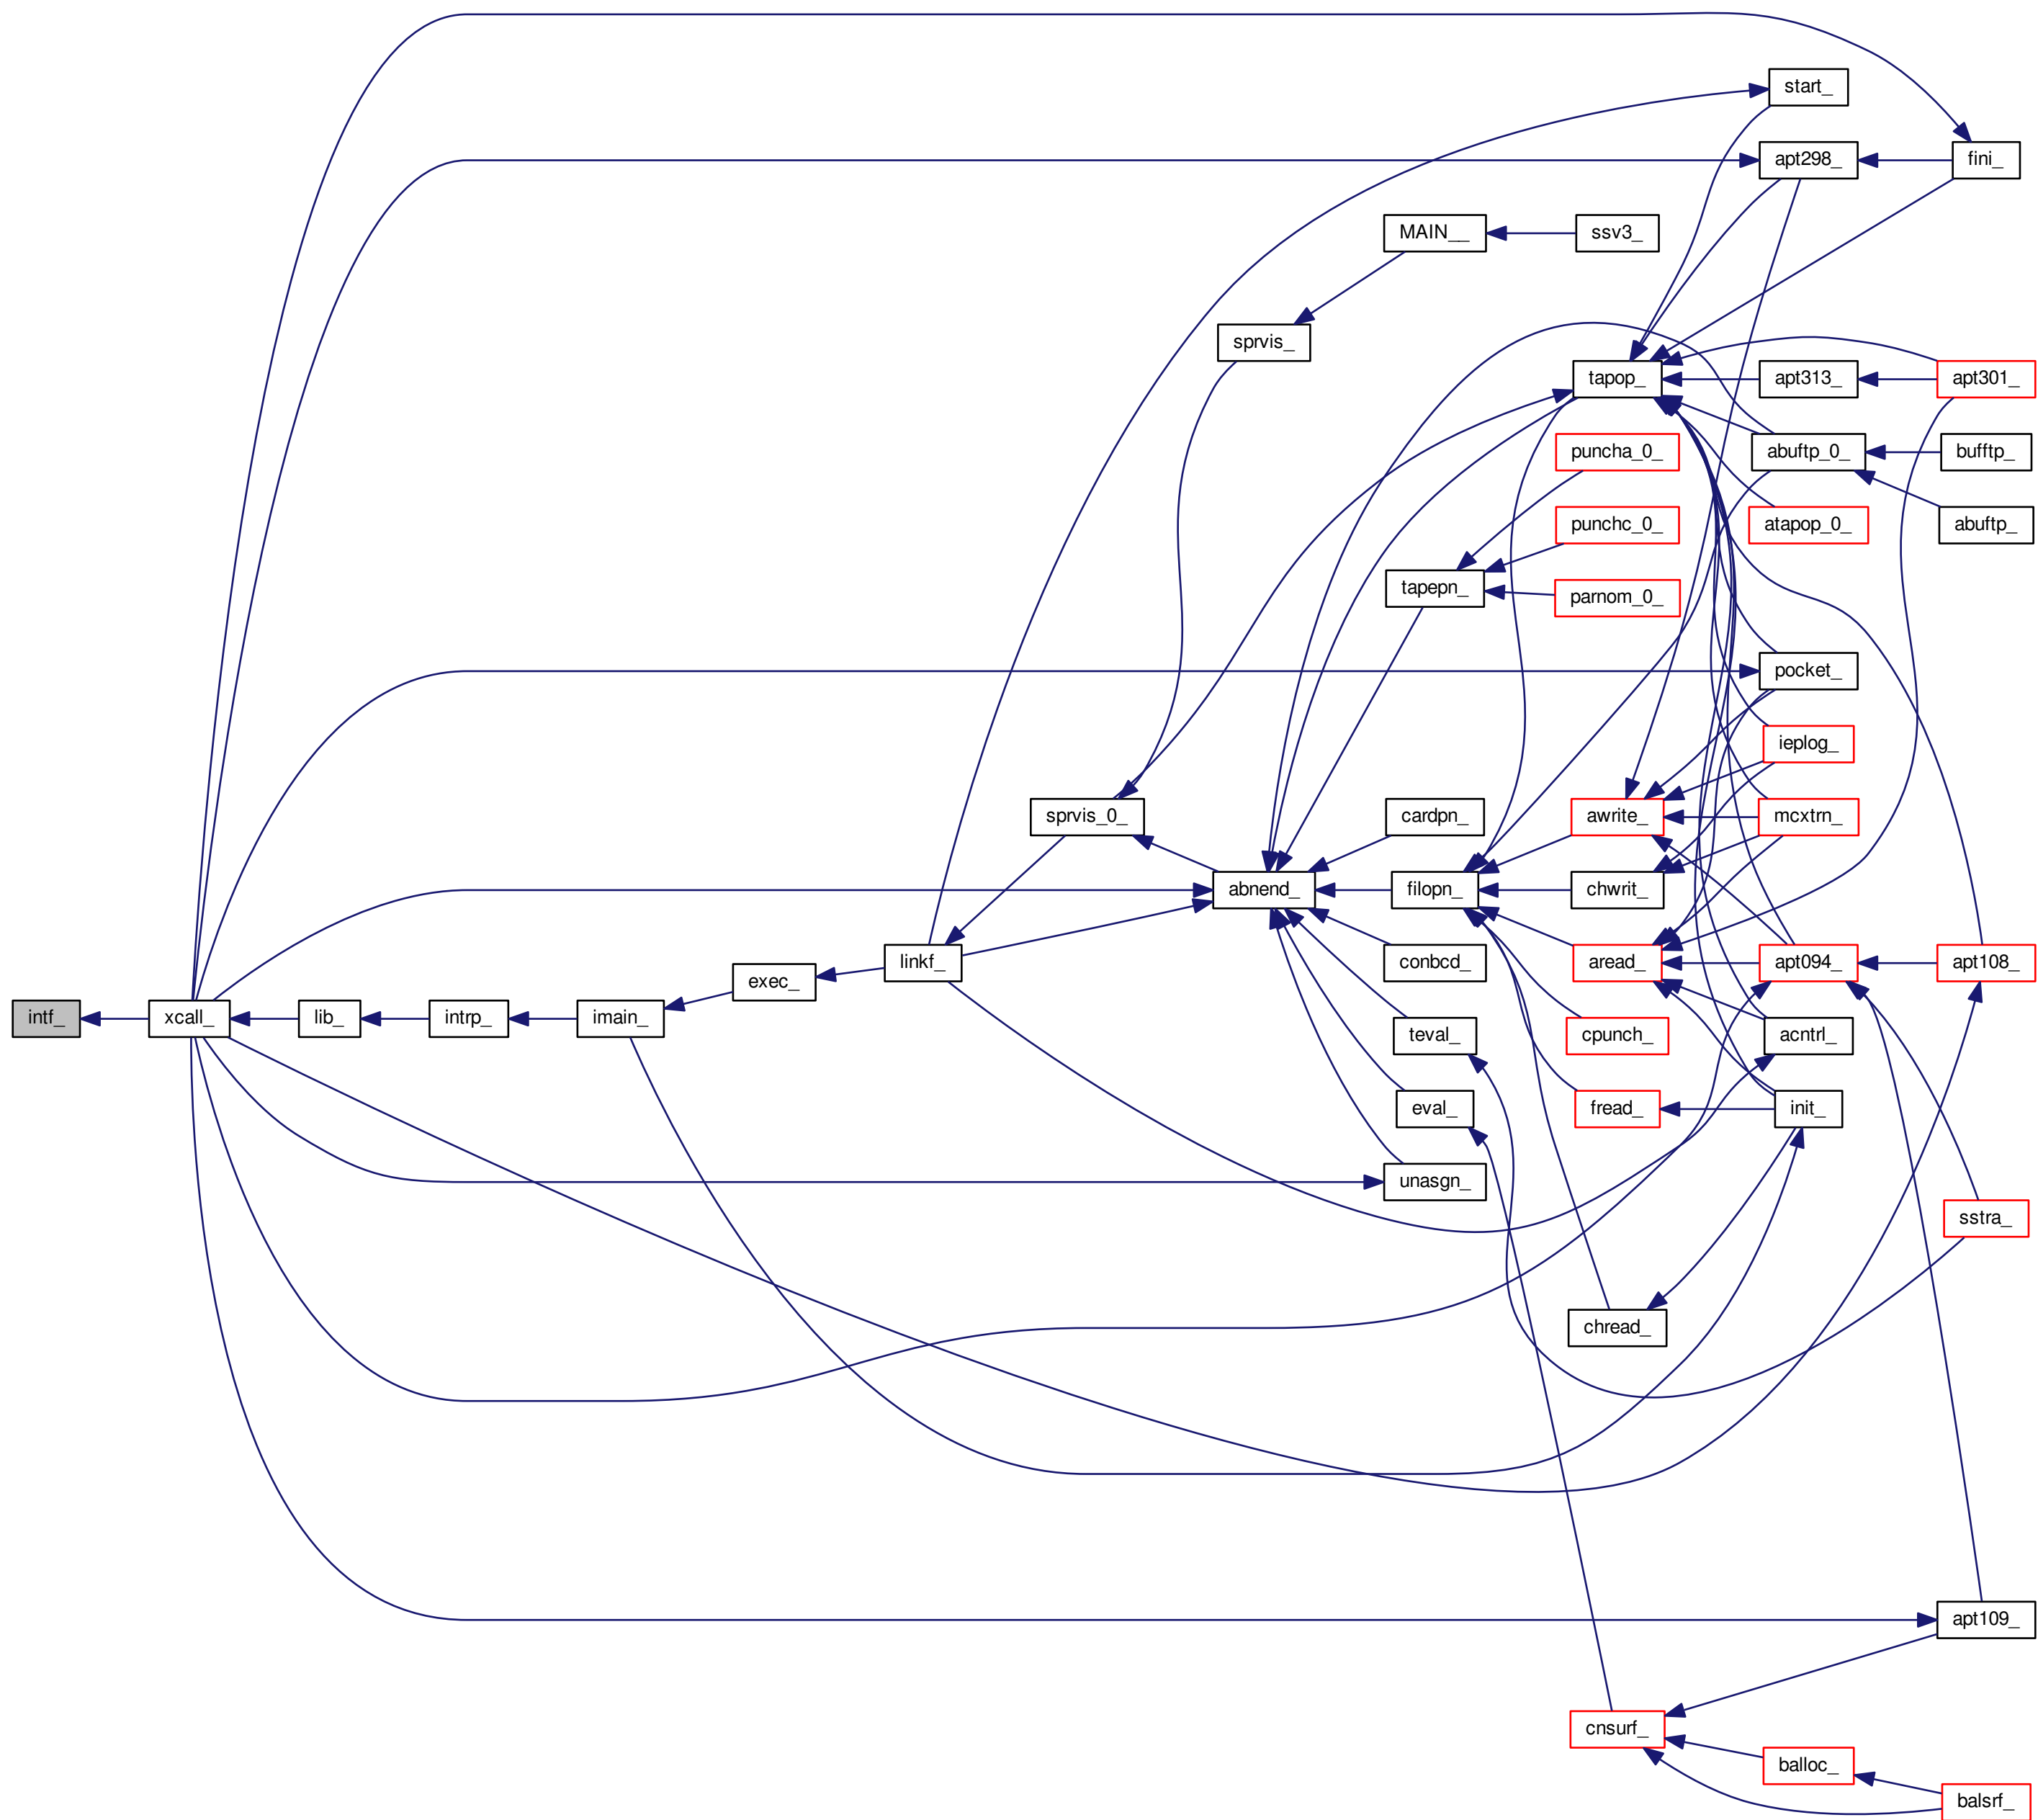 start_
apt298_
fini_
MAIN__
ssv3_
sprvis_
tapop_
apt313_
apt301_
puncha_0_
abuftp_0_
bufftp_
punchc_0_
atapop_0_
abuftp_
tapepn_
parnom_0_
pocket_
ieplog_
sprvis_0_
cardpn_
awrite_
mcxtrn_
abnend_
filopn_
chwrit_
linkf_
conbcd_
aread_
apt094_
apt108_
exec_
intf_
xcall_
lib_
intrp_
imain_
teval_
cpunch_
acntrl_
eval_
fread_
init_
unasgn_
sstra_
chread_
apt109_
cnsurf_
balloc_
balsrf_